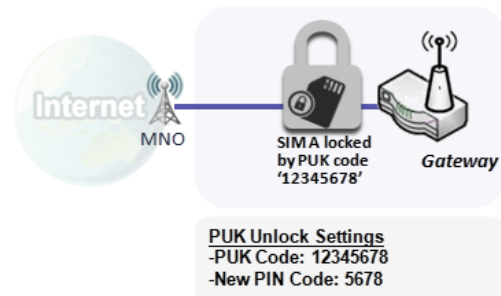 Internet
MNO
SIM A locked
by PUK code
'12345678'
Gateway
PUK Unlock Settings
-PUK Code: 12345678
-New PIN Code: 5678